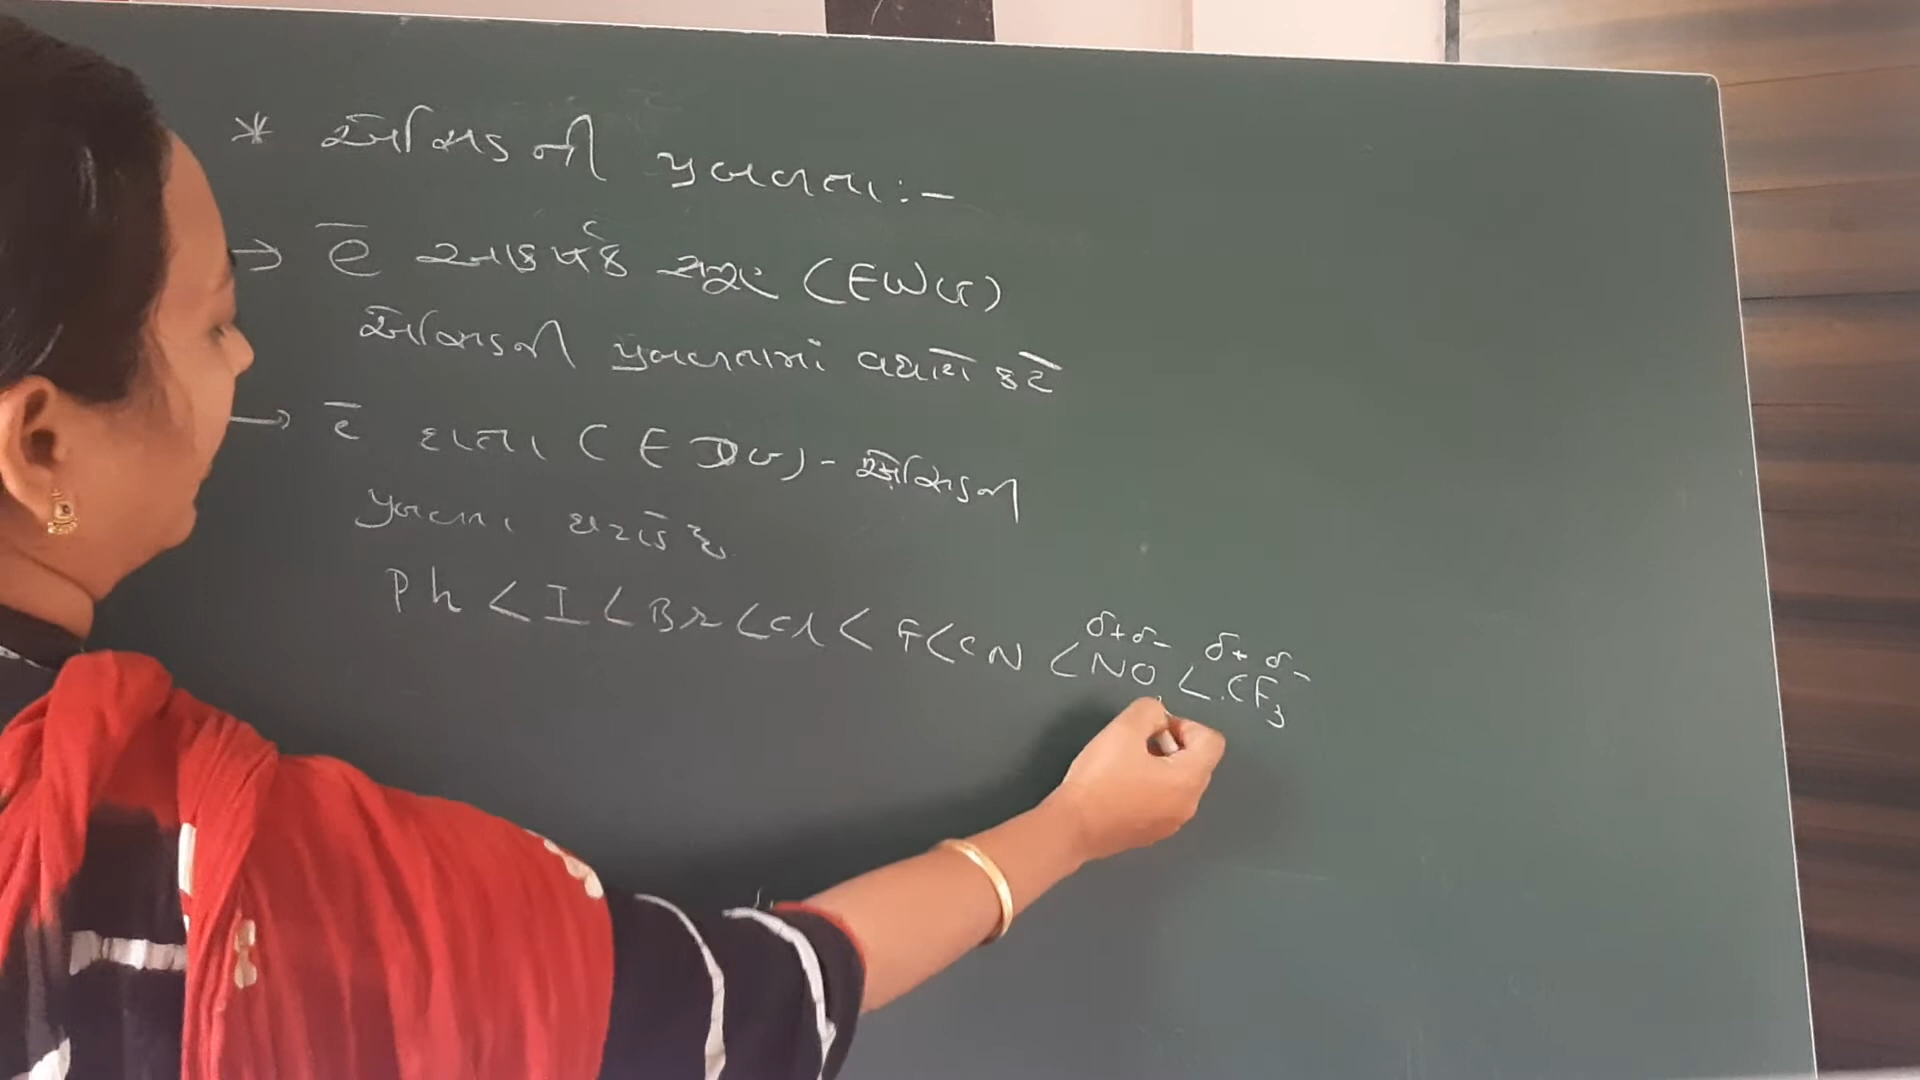 * એસિડની પ્રબળતા :-
→ e̅ આકર્ષક સમૂહ (EWG)
એસિડની પ્રબળતામાં વધારો કરે
→ e̅ દાતા (EDG) - એસિડની
પ્રબળતા ઘટાડે છે
δ+ δ- δ+ δ-
Ph < I < Br < Cl < F < CN < NO₂ < CF₃